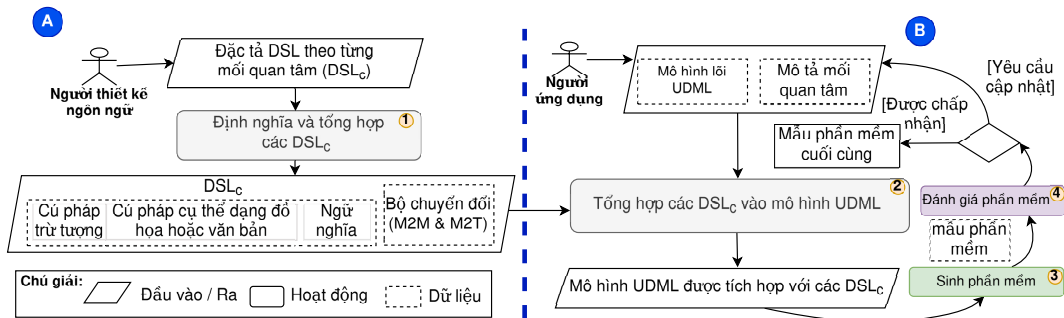 A
Đặc tả DSL theo từng
mối quan tâm (DSLc)
Người thiết kế
ngôn ngữ
Định nghĩa và tổng hợp
các DSLc
1
DSLc
Cú pháp
trừ tượng
Cú pháp cụ thể dạng đồ
họa hoặc văn bản
Ngữ
nghĩa
Bộ chuyển đổi
(M2M & M2T)
Chú giải:
Đầu vào / Ra
Hoạt động
Dữ liệu
B
Người
ứng dụng
Mô hình lõi
UDML
Mô tả mối
quan tâm
[Yêu cầu
cập nhật]
[Được chấp
nhận]
Mẫu phần mềm
cuối cùng
2
Tổng hợp các DSLc vào mô hình UDML
Đánh giá phần mềm
4
mẫu phần
mềm
Sinh phần mềm
3
Mô hình UDML được tích hợp với các DSLc